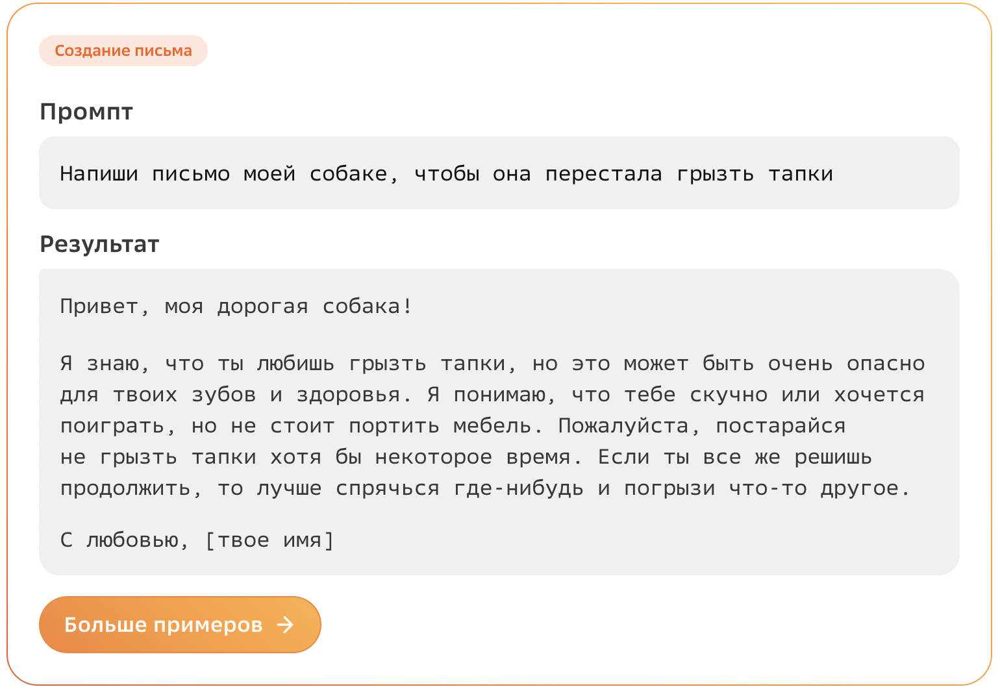 Создание письма
Промпт
Напиши письмо моей собаке, чтобы она перестала грызть тапки
Результат
Привет, моя дорогая собака!
Я знаю, что ты любишь грызть тапки, но это может быть очень опасно
для твоих зубов и здоровья. Я понимаю, что тебе скучно или хочется
поиграть, но не стоит портить мебель. Пожалуйста, постарайся
не грызть тапки хотя бы некоторое время. Если ты все же решишь
продолжить, то лучше спрячься где-нибудь и погрызи что-то другое.
С любовью, [твое имя]
Больше примеров →